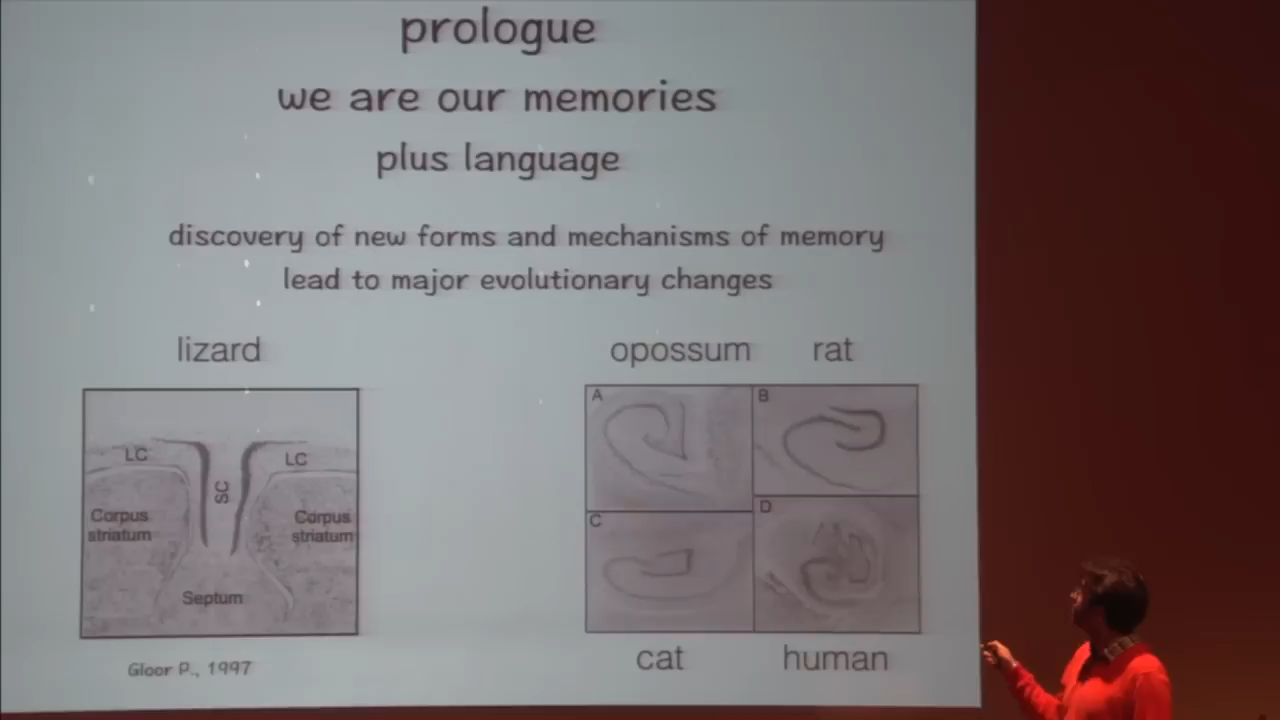 prologue
we are our memories
plus language
discovery of new forms and mechanisms of memory
lead to major evolutionary changes
lizard
opossum rat
A B
LC LC
SC
Corpus striatum
Corpus striatum
C D
Septum
cat human
Gloor P., 1997